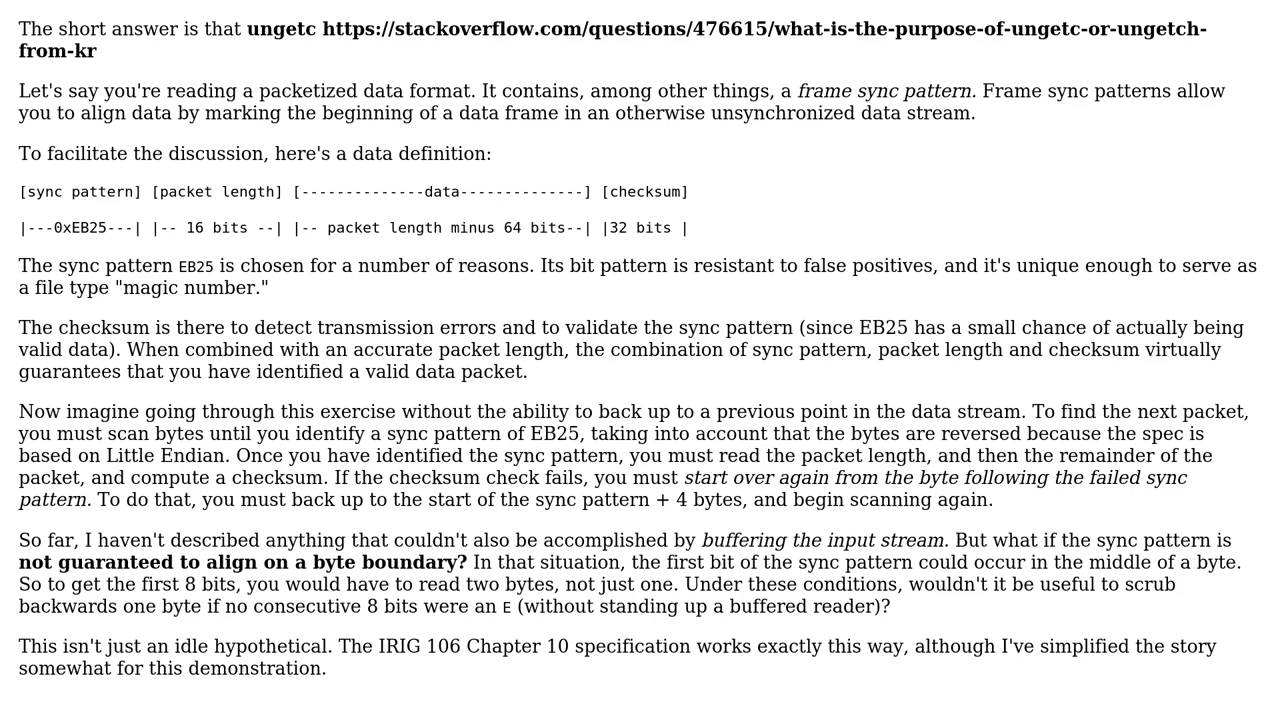 The short answer is that ungetc https://stackoverflow.com/questions/476615/what-is-the-purpose-of-ungetc-or-ungetch-
from-kr
Let's say you're reading a packetized data format. It contains, among other things, a frame sync pattern. Frame sync patterns allow
you to align data by marking the beginning of a data frame in an otherwise unsynchronized data stream.
To facilitate the discussion, here's a data definition:
[sync pattern] [packet length] [--------------data--------------] [checksum]
|---0xEB25---| |-- 16 bits --| |-- packet length minus 64 bits--| |32 bits |
The sync pattern EB25 is chosen for a number of reasons. Its bit pattern is resistant to false positives, and it's unique enough to serve as
a file type "magic number."
The checksum is there to detect transmission errors and to validate the sync pattern (since EB25 has a small chance of actually being
valid data). When combined with an accurate packet length, the combination of sync pattern, packet length and checksum virtually
guarantees that you have identified a valid data packet.
Now imagine going through this exercise without the ability to back up to a previous point in the data stream. To find the next packet,
you must scan bytes until you identify a sync pattern of EB25, taking into account that the bytes are reversed because the spec is
based on Little Endian. Once you have identified the sync pattern, you must read the packet length, and then the remainder of the
packet, and compute a checksum. If the checksum check fails, you must start over again from the byte following the failed sync
pattern. To do that, you must back up to the start of the sync pattern + 4 bytes, and begin scanning again.
So far, I haven't described anything that couldn't also be accomplished by buffering the input stream. But what if the sync pattern is
not guaranteed to align on a byte boundary? In that situation, the first bit of the sync pattern could occur in the middle of a byte.
So to get the first 8 bits, you would have to read two bytes, not just one. Under these conditions, wouldn't it be useful to scrub
backwards one byte if no consecutive 8 bits were an E (without standing up a buffered reader)?
This isn't just an idle hypothetical. The IRIG 106 Chapter 10 specification works exactly this way, although I've simplified the story
somewhat for this demonstration.